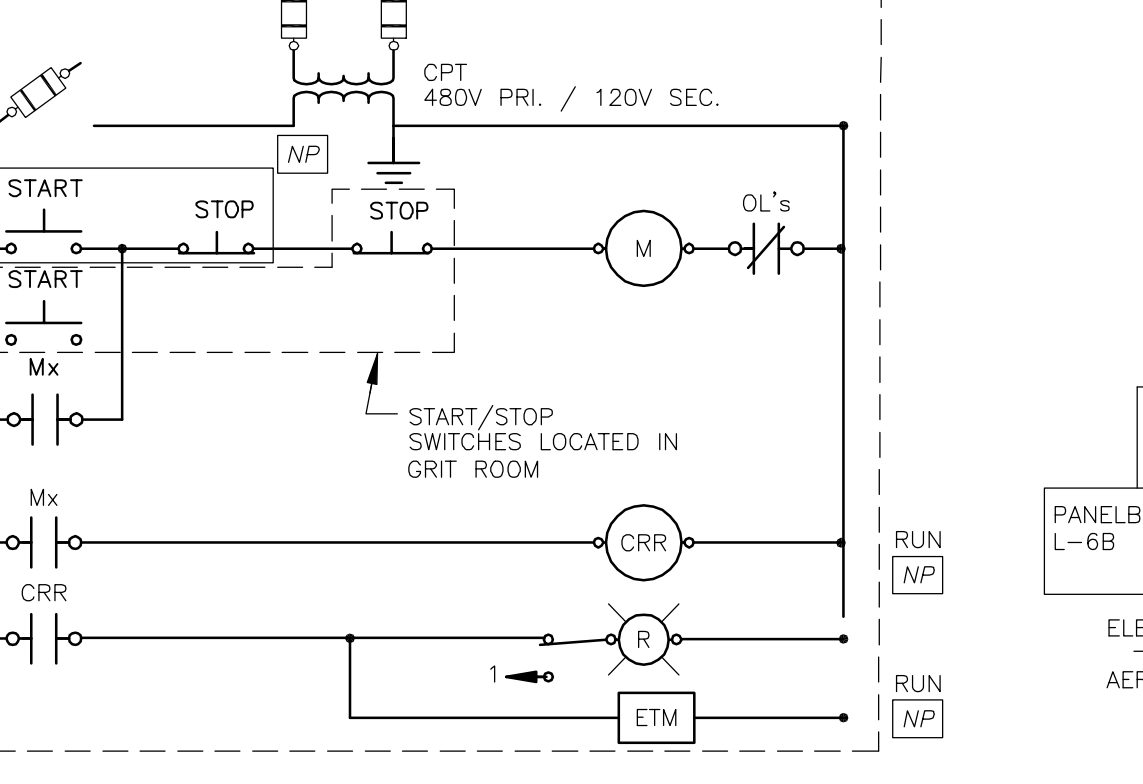 CPT
480V PRI. / 120V SEC.
NP
START
STOP
STOP
OL's
M
START
Mx
START/STOP
SWITCHES LOCATED IN
GRIT ROOM
Mx
CRR
RUN
NP
PANELB
L-6B
CRR
R
ELE
1
AEF
RUN
NP
ETM